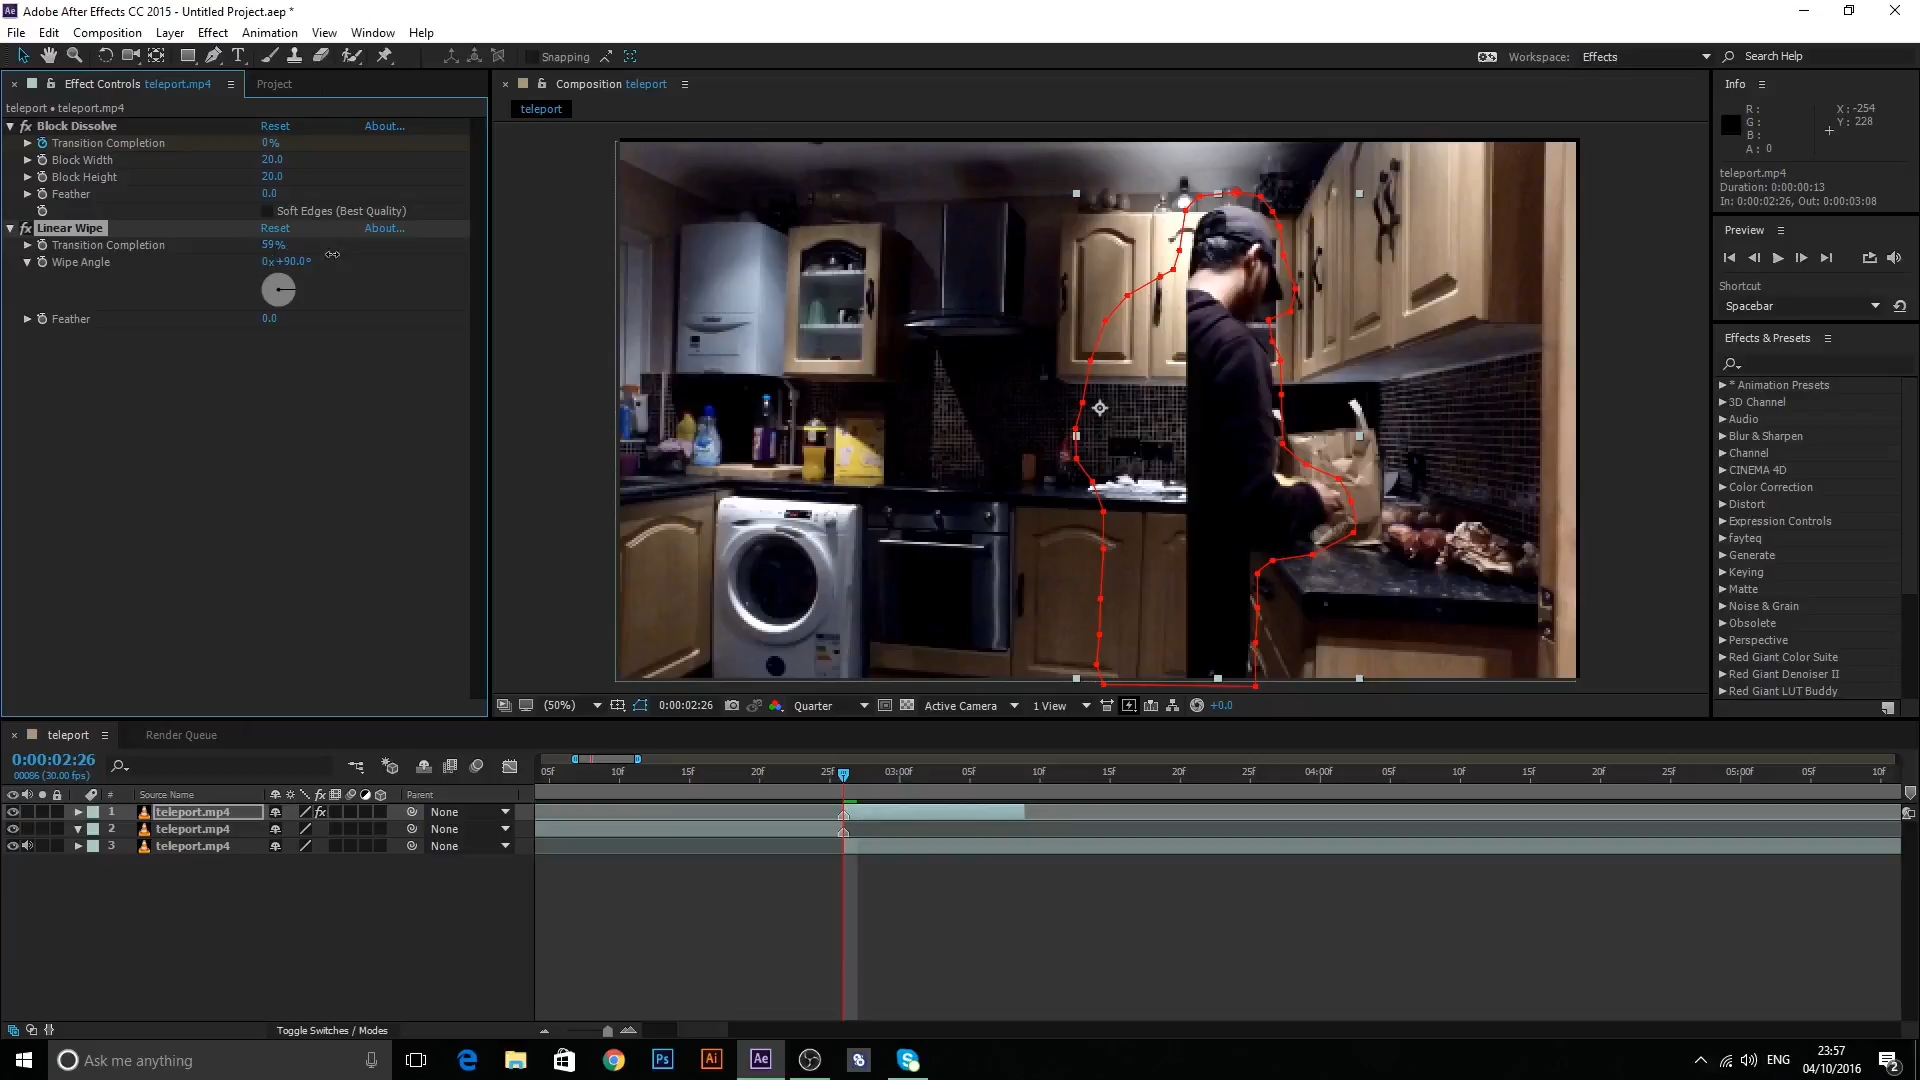 Adobe After Effects CC 2015 - Untitled Project.aep *
File Edit Composition Layer Effect Animation View Window Help
Snapping Workspace: Effects Search Help
Effect Controls teleport.mp4 Project
teleport • teleport.mp4
fx Block Dissolve Reset About...
Transition Completion 0%
Block Width 20.0
Block Height 20.0
Feather 0.0
Soft Edges (Best Quality)
fx Linear Wipe Reset About...
Transition Completion 59%
Wipe Angle 0x+90.0°
Feather 0.0
Composition teleport
teleport
(50%) 0:00:02:26 Quarter Active Camera 1 View +0.0
Info
R: X: -254
G: Y: 228
B:
A: 0
teleport.mp4
Duration: 0:00:00:13
In: 0:00:02:26, Out: 0:00:03:08
Preview
Shortcut
Spacebar
Effects & Presets
* Animation Presets
3D Channel
Audio
Blur & Sharpen
Channel
CINEMA 4D
Color Correction
Distort
Expression Controls
fayteq
Generate
Keying
Matte
Noise & Grain
Obsolete
Perspective
Red Giant Color Suite
Red Giant Denoiser II
Red Giant LUT Buddy
teleport Render Queue
0:00:02:26
00086 (30.00 fps)
05f 10f 15f 20f 25f 03:00f 05f 10f 15f 20f 25f 04:00f 05f 10f 15f 20f 25f 05:00f 05f 10f
# Source Name fx Parent
1 teleport.mp4 fx None
2 teleport.mp4 None
3 teleport.mp4 None
Toggle Switches / Modes
Ask me anything Ps Ai Ae ENG 23:57
04/10/2016 2